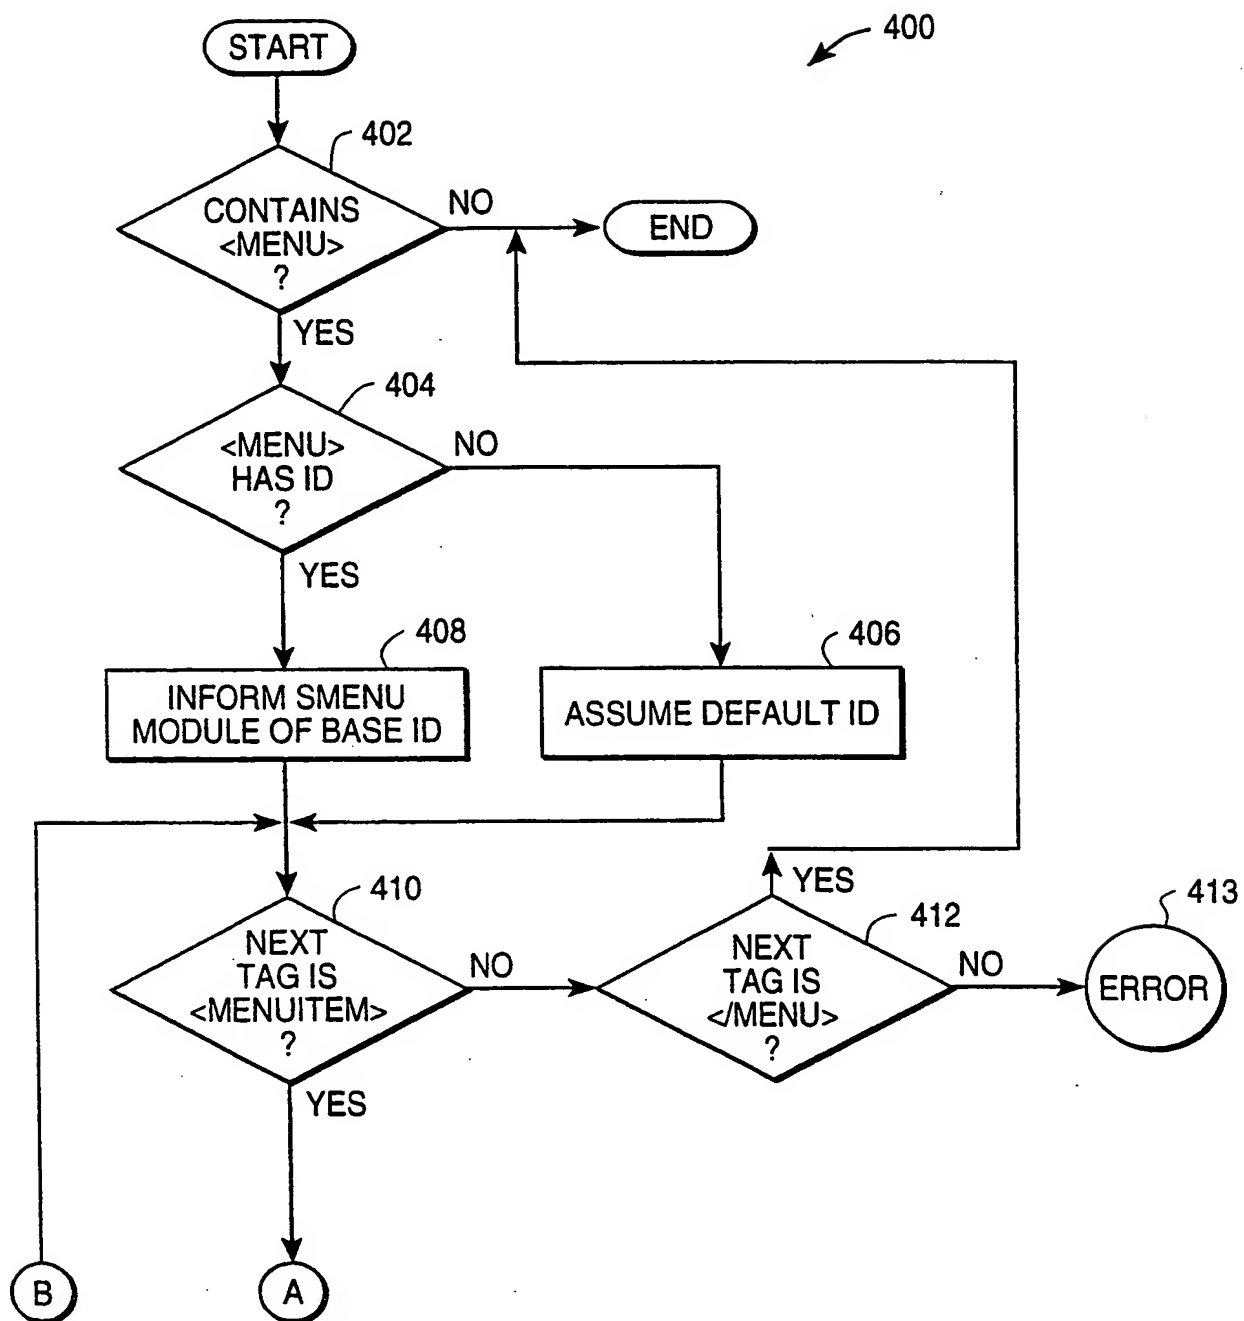 START
400
402
CONTAINS
<MENU>
?
NO
END
YES
404
<MENU>
HAS ID
?
NO
YES
408
INFORM SMENU
MODULE OF BASE ID
406
ASSUME DEFAULT ID
410
NEXT
TAG IS
<MENUITEM>
?
NO
YES
YES
412
NEXT
TAG IS
</MENU>
?
NO
413
ERROR
B
A